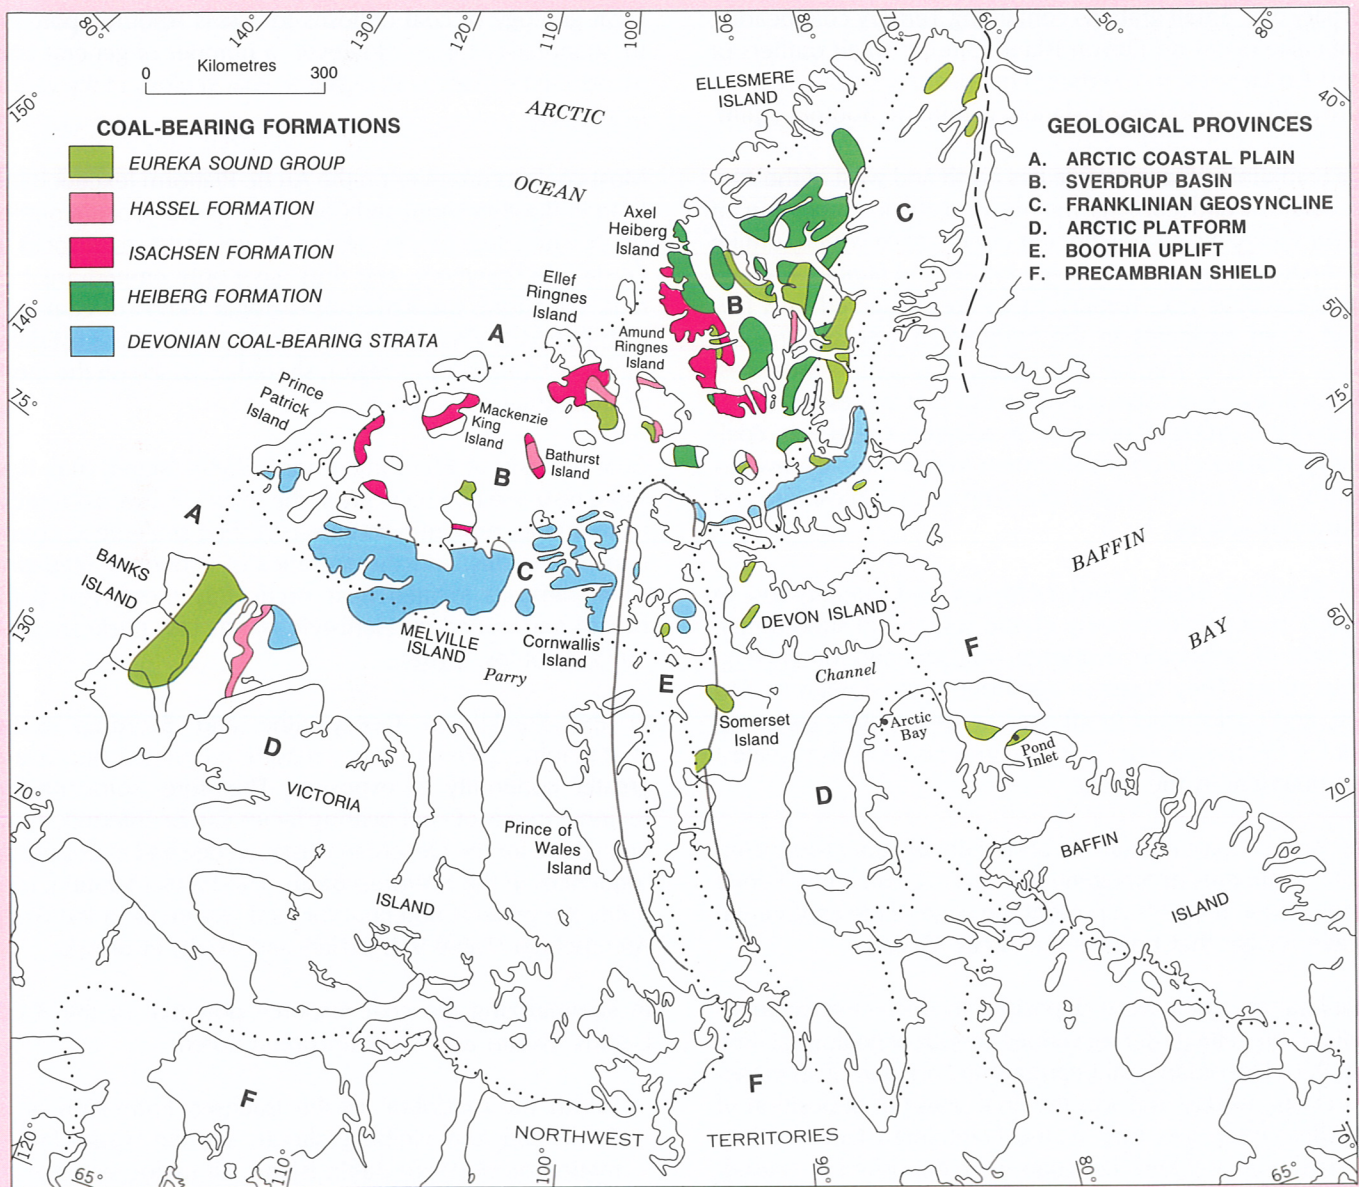 80°
140°
130°
120°
110°
100°
90°
80°
70°
60°
50°
80°
0 Kilometres 300
150°
40°
COAL-BEARING FORMATIONS
EUREKA SOUND GROUP
HASSEL FORMATION
ISACHSEN FORMATION
HEIBERG FORMATION
DEVONIAN COAL-BEARING STRATA
GEOLOGICAL PROVINCES
A. ARCTIC COASTAL PLAIN
B. SVERDRUP BASIN
C. FRANKLINIAN GEOSYNCLINE
D. ARCTIC PLATFORM
E. BOOTHIA UPLIFT
F. PRECAMBRIAN SHIELD
ELLESMERE
ISLAND
ARCTIC
OCEAN
Axel
Heiberg
Island
C
Ellef
Ringnes
Island
B
A
Amund
Ringnes
Island
140°
50°
75°
75°
Prince
Patrick
Island
Mackenzie
King
Island
Bathurst
Island
B
A
BANKS
ISLAND
C
BAFFIN
BAY
130°
60°
MELVILLE
ISLAND
Cornwallis
Island
DEVON ISLAND
Parry
Channel
F
E
Somerset
Island
Arctic
Bay
Pond
Inlet
D
VICTORIA
ISLAND
D
70°
70°
Prince of
Wales
Island
BAFFIN
ISLAND
F
F
NORTHWEST TERRITORIES
120°
65°
110°
100°
90°
80°
65°
70°